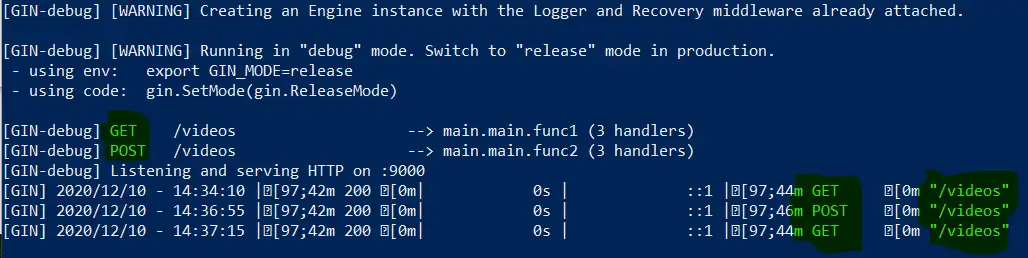 [GIN-debug] [WARNING] Creating an Engine instance with the Logger and Recovery middleware already attached.
[GIN-debug] [WARNING] Running in "debug" mode. Switch to "release" mode in production.
- using env: export GIN_MODE=release
- using code: gin.SetMode(gin.ReleaseMode)
[GIN-debug] GET /videos --> main.main.func1 (3 handlers)
[GIN-debug] POST /videos --> main.main.func2 (3 handlers)
[GIN-debug] Listening and serving HTTP on :9000
[GIN] 2020/12/10 - 14:34:10 |�[97;42m 200 �[0m| 0s | ::1 |�[97;44m GET �[0m "/videos"
[GIN] 2020/12/10 - 14:36:55 |�[97;42m 200 �[0m| 0s | ::1 |�[97;46m POST �[0m "/videos"
[GIN] 2020/12/10 - 14:37:15 |�[97;42m 200 �[0m| 0s | ::1 |�[97;44m GET �[0m "/videos"